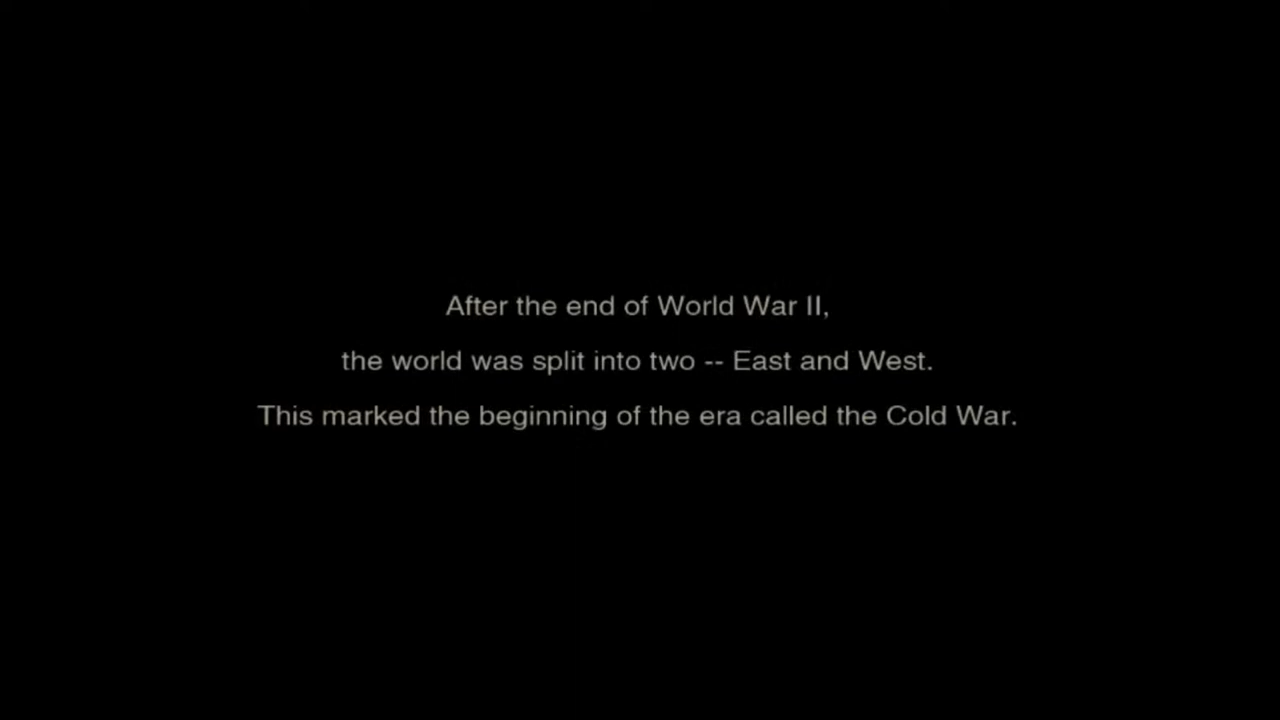 After the end of World War II,
the world was split into two -- East and West.
This marked the beginning of the era called the Cold War.